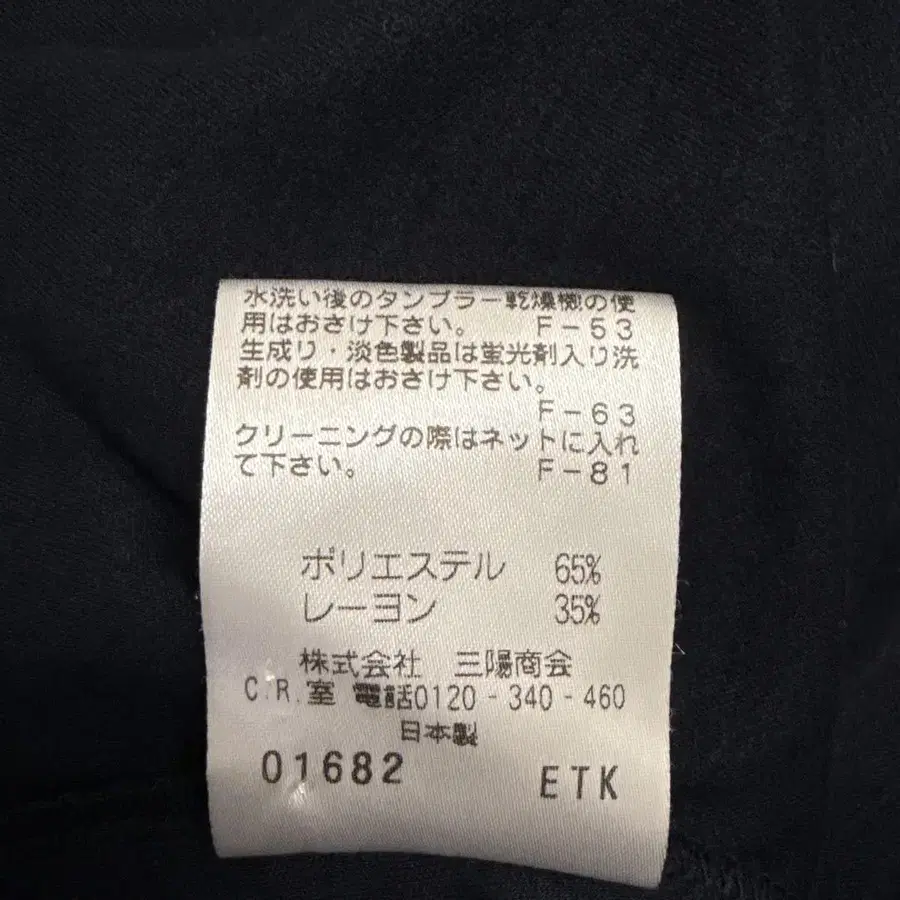 水洗い後のタンブラー乾燥機の使
用はおさけ下さい。 F-53
生成り・淡色製品は蛍光剤入り洗
剤の使用はおさけ下さい。
F-63
クリーニングの際はネットに入れ
て下さい。 F-81
ポリエステル 65%
レーヨン 35%
株式会社 三陽商会
C.R.室 電話0120-340-460
日本製
01682 ETK